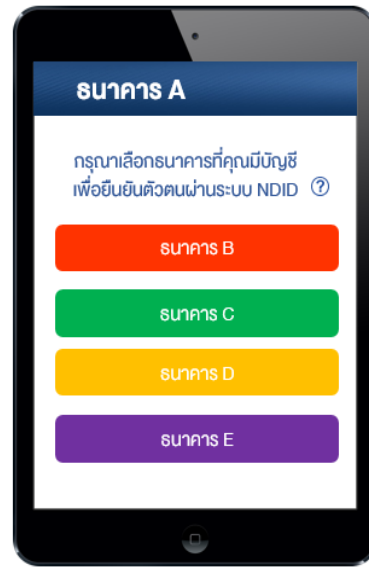 ธนาคาร A
กรุณาเลือกธนาคารที่คุณมีบัญชี
เพื่อยืนยันตัวตนผ่านระบบ NDID ?
ธนาคาร B
ธนาคาร C
ธนาคาร D
ธนาคาร E